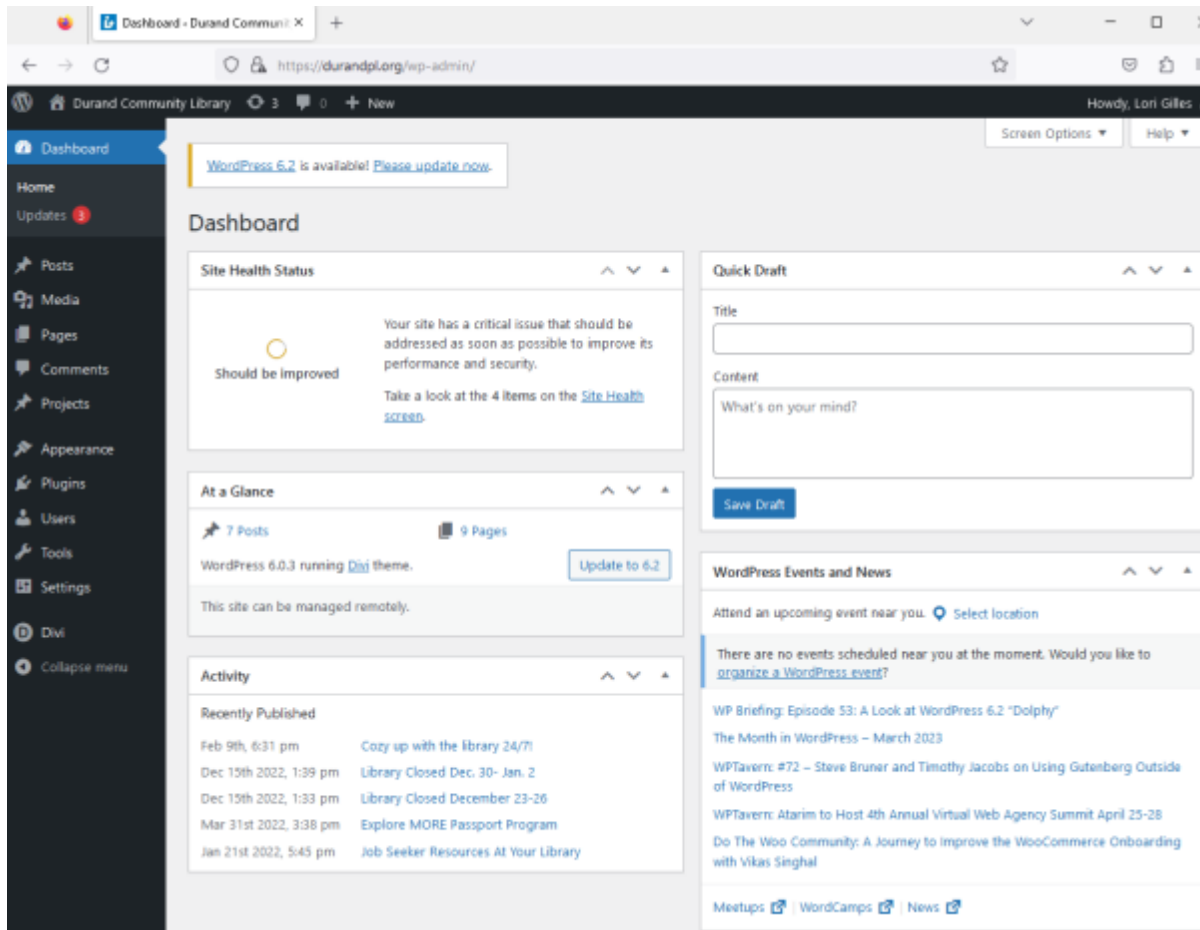 Dashboard ‹ Durand Communit
https://durandpl.org/wp-admin/
Durand Community Library 3 0 + New Howdy, Lori Gilles
Screen Options ▼ Help ▼
Dashboard
Home
Updates 3
Posts
Media
Pages
Comments
Projects
Appearance
Plugins
Users
Tools
Settings
Divi
Collapse menu
WordPress 6.2 is available! Please update now.
Dashboard
Site Health Status
Should be improved
Your site has a critical issue that should be
addressed as soon as possible to improve its
performance and security.
Take a look at the 4 items on the Site Health
screen.
At a Glance
7 Posts 9 Pages
WordPress 6.0.3 running Divi theme. Update to 6.2
This site can be managed remotely.
Activity
Recently Published
Feb 9th, 6:31 pm Cozy up with the library 24/7!
Dec 15th 2022, 1:39 pm Library Closed Dec. 30- Jan. 2
Dec 15th 2022, 1:33 pm Library Closed December 23-26
Mar 31st 2022, 3:38 pm Explore MORE Passport Program
Jan 21st 2022, 5:45 pm Job Seeker Resources At Your Library
Quick Draft
Title
Content
What's on your mind?
Save Draft
WordPress Events and News
Attend an upcoming event near you. Select location
There are no events scheduled near you at the moment. Would you like to
organize a WordPress event?
WP Briefing: Episode 53: A Look at WordPress 6.2 "Dolphy"
The Month in WordPress – March 2023
WPTavern: #72 – Steve Bruner and Timothy Jacobs on Using Gutenberg Outside
of WordPress
WPTavern: Atarim to Host 4th Annual Virtual Web Agency Summit April 25-28
Do The Woo Community: A Journey to Improve the WooCommerce Onboarding
with Vikas Singhal
Meetups | WordCamps | News